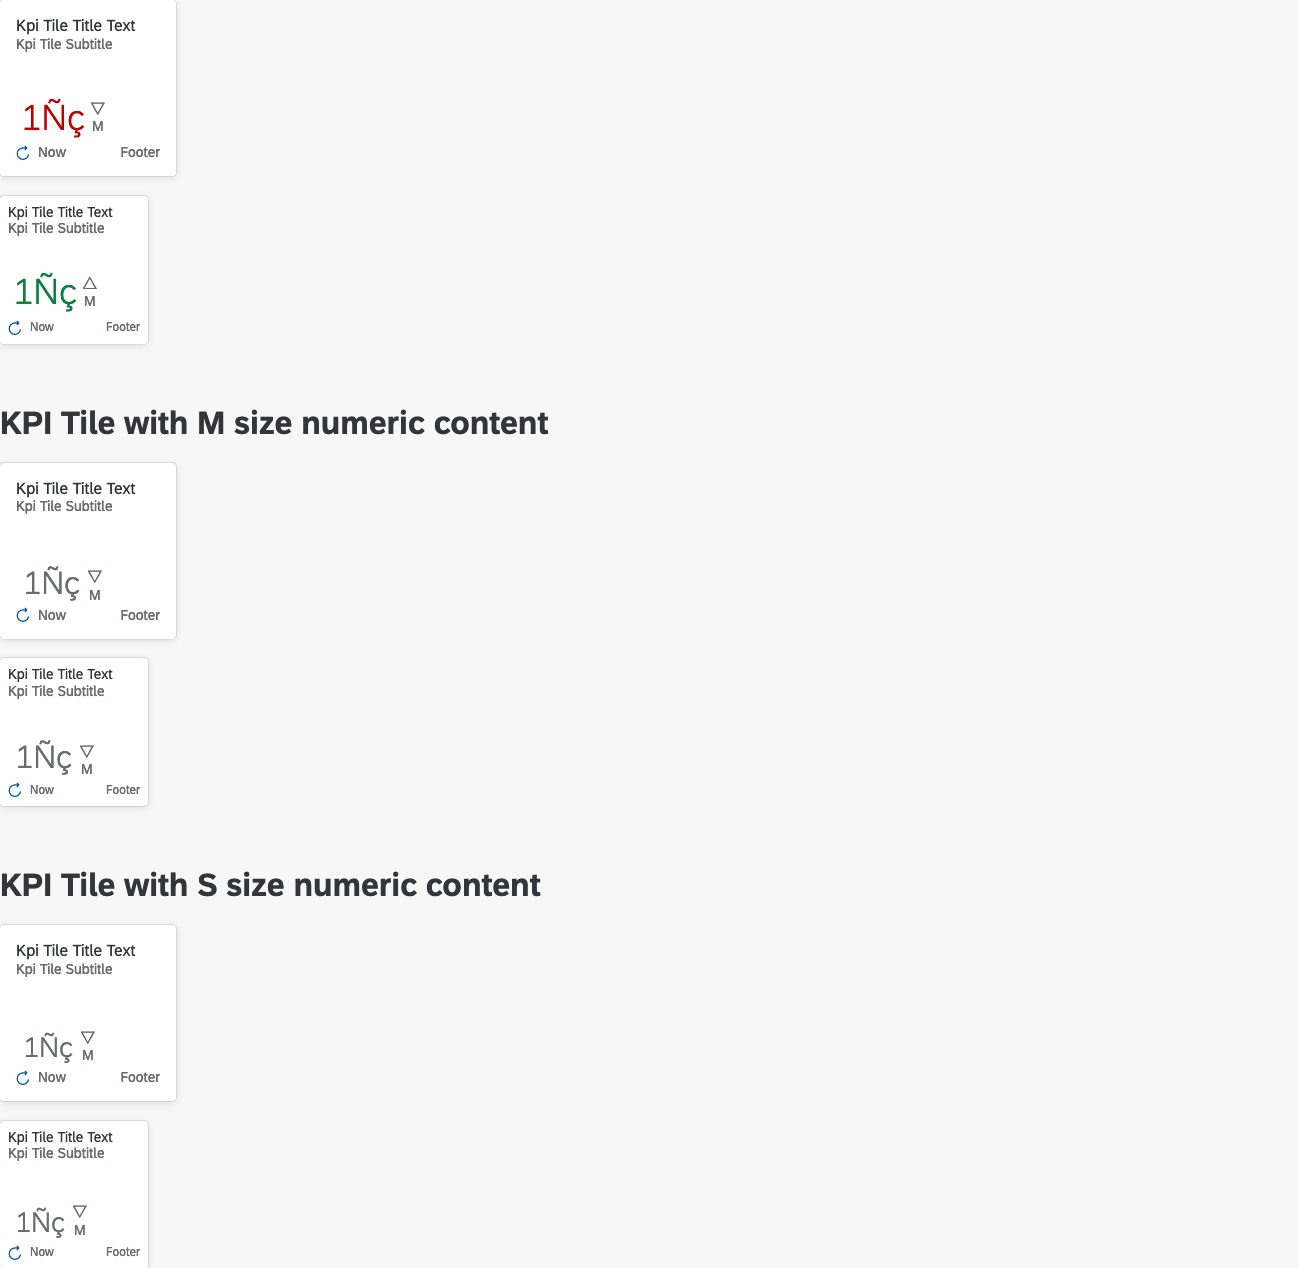 Kpi Tile Title Text
Kpi Tile Subtitle
1Ñç
M
Now Footer
Kpi Tile Title Text
Kpi Tile Subtitle
1Ñç
M
Now Footer
KPI Tile with M size numeric content
Kpi Tile Title Text
Kpi Tile Subtitle
1Ñç
M
Now Footer
Kpi Tile Title Text
Kpi Tile Subtitle
1Ñç
M
Now Footer
KPI Tile with S size numeric content
Kpi Tile Title Text
Kpi Tile Subtitle
1Ñç
M
Now Footer
Kpi Tile Title Text
Kpi Tile Subtitle
1Ñç
M
Now Footer